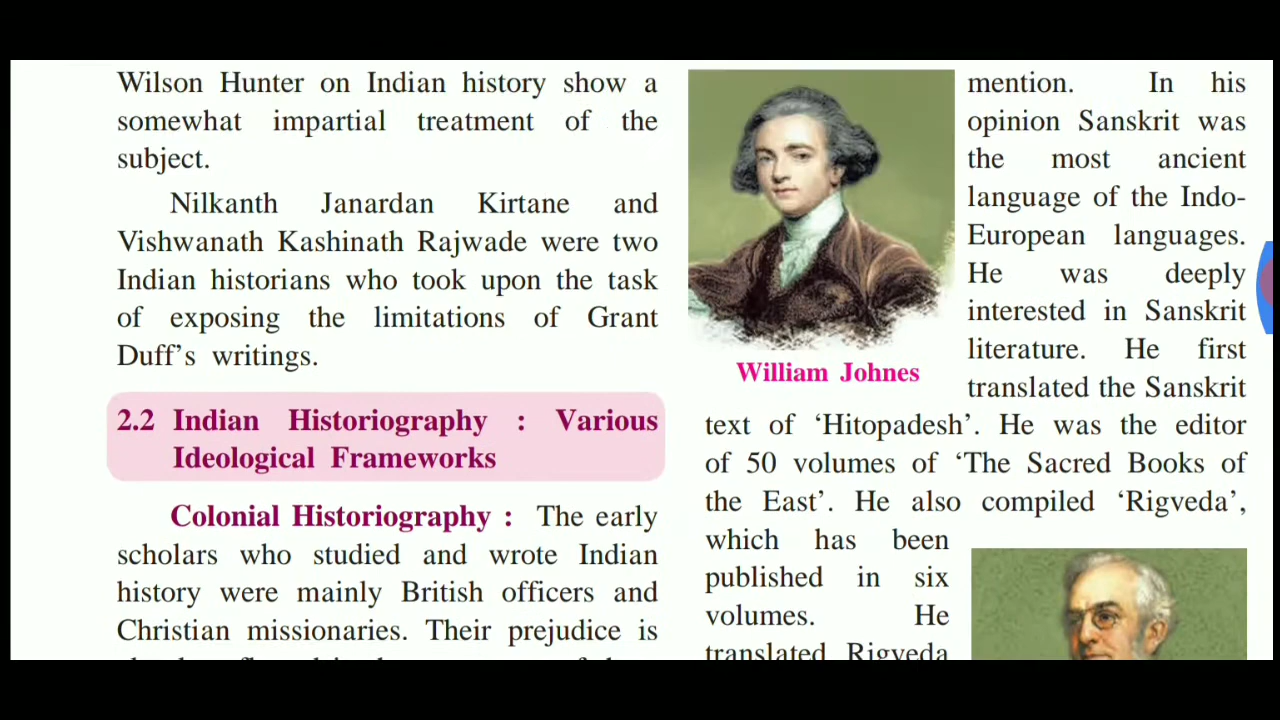 Wilson Hunter on Indian history show a
somewhat impartial treatment of the
subject.
Nilkanth Janardan Kirtane and
Vishwanath Kashinath Rajwade were two
Indian historians who took upon the task
of exposing the limitations of Grant
Duff’s writings.
2.2 Indian Historiography : Various
Ideological Frameworks
Colonial Historiography : The early
scholars who studied and wrote Indian
history were mainly British officers and
Christian missionaries. Their prejudice is
William Johnes
mention. In his
opinion Sanskrit was
the most ancient
language of the Indo-
European languages.
He was deeply
interested in Sanskrit
literature. He first
translated the Sanskrit
text of ‘Hitopadesh’. He was the editor
of 50 volumes of ‘The Sacred Books of
the East’. He also compiled ‘Rigveda’,
which has been
published in six
volumes. He
translated Rigveda